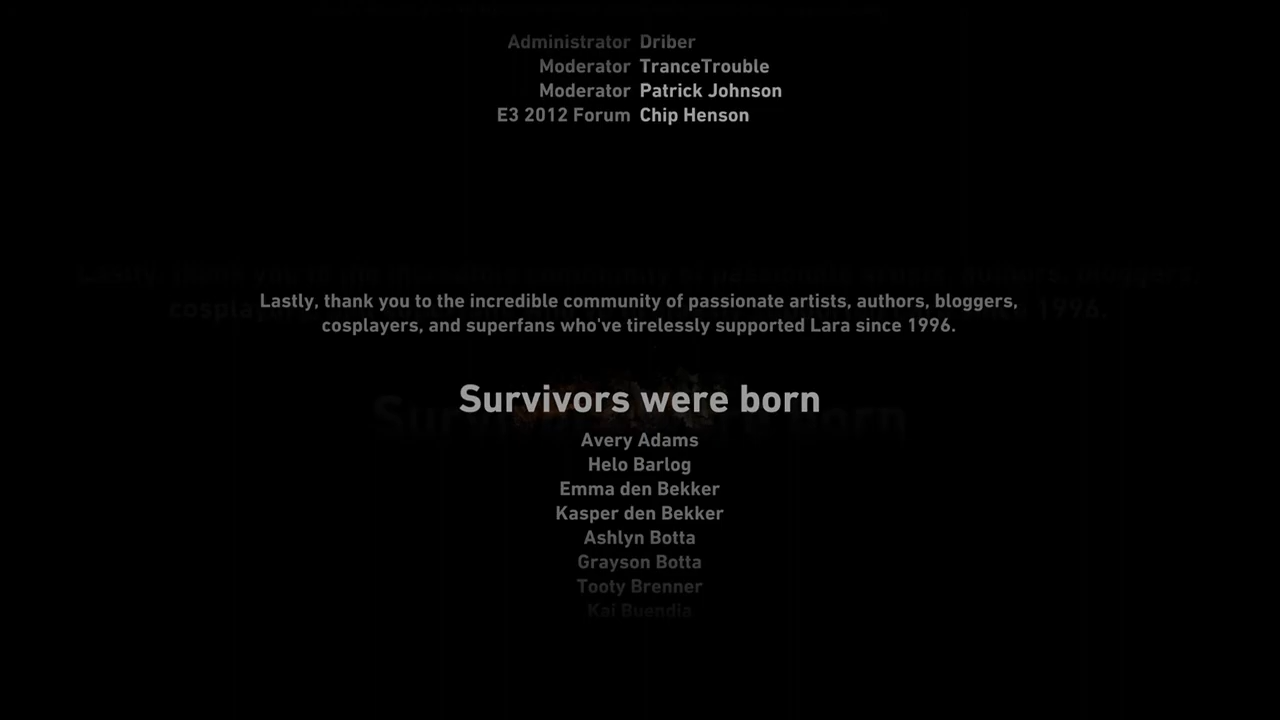 Administrator Driber
Moderator TranceTrouble
Moderator Patrick Johnson
E3 2012 Forum Chip Henson
Lastly, thank you to the incredible community of passionate artists, authors, bloggers,
cosplayers, and superfans who've tirelessly supported Lara since 1996.
Survivors were born
Avery Adams
Helo Barlog
Emma den Bekker
Kasper den Bekker
Ashlyn Botta
Grayson Botta
Tooty Brenner
Kai Buendia